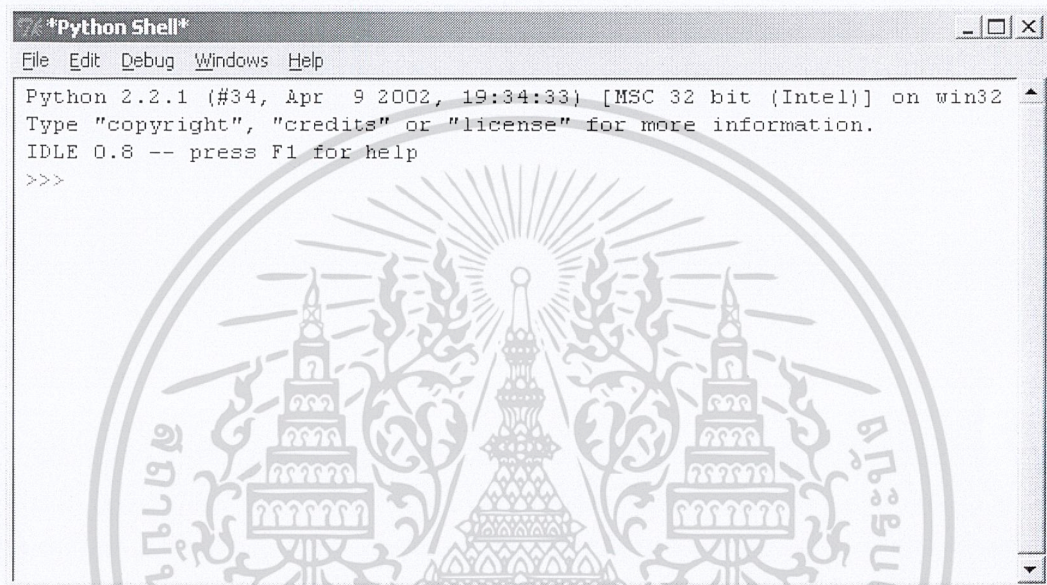 *Python Shell*
File Edit Debug Windows Help
Python 2.2.1 (#34, Apr  9 2002, 19:34:33) [MSC 32 bit (Intel)] on win32
Type "copyright", "credits" or "license" for more information.
IDLE 0.8 -- press F1 for help
>>>